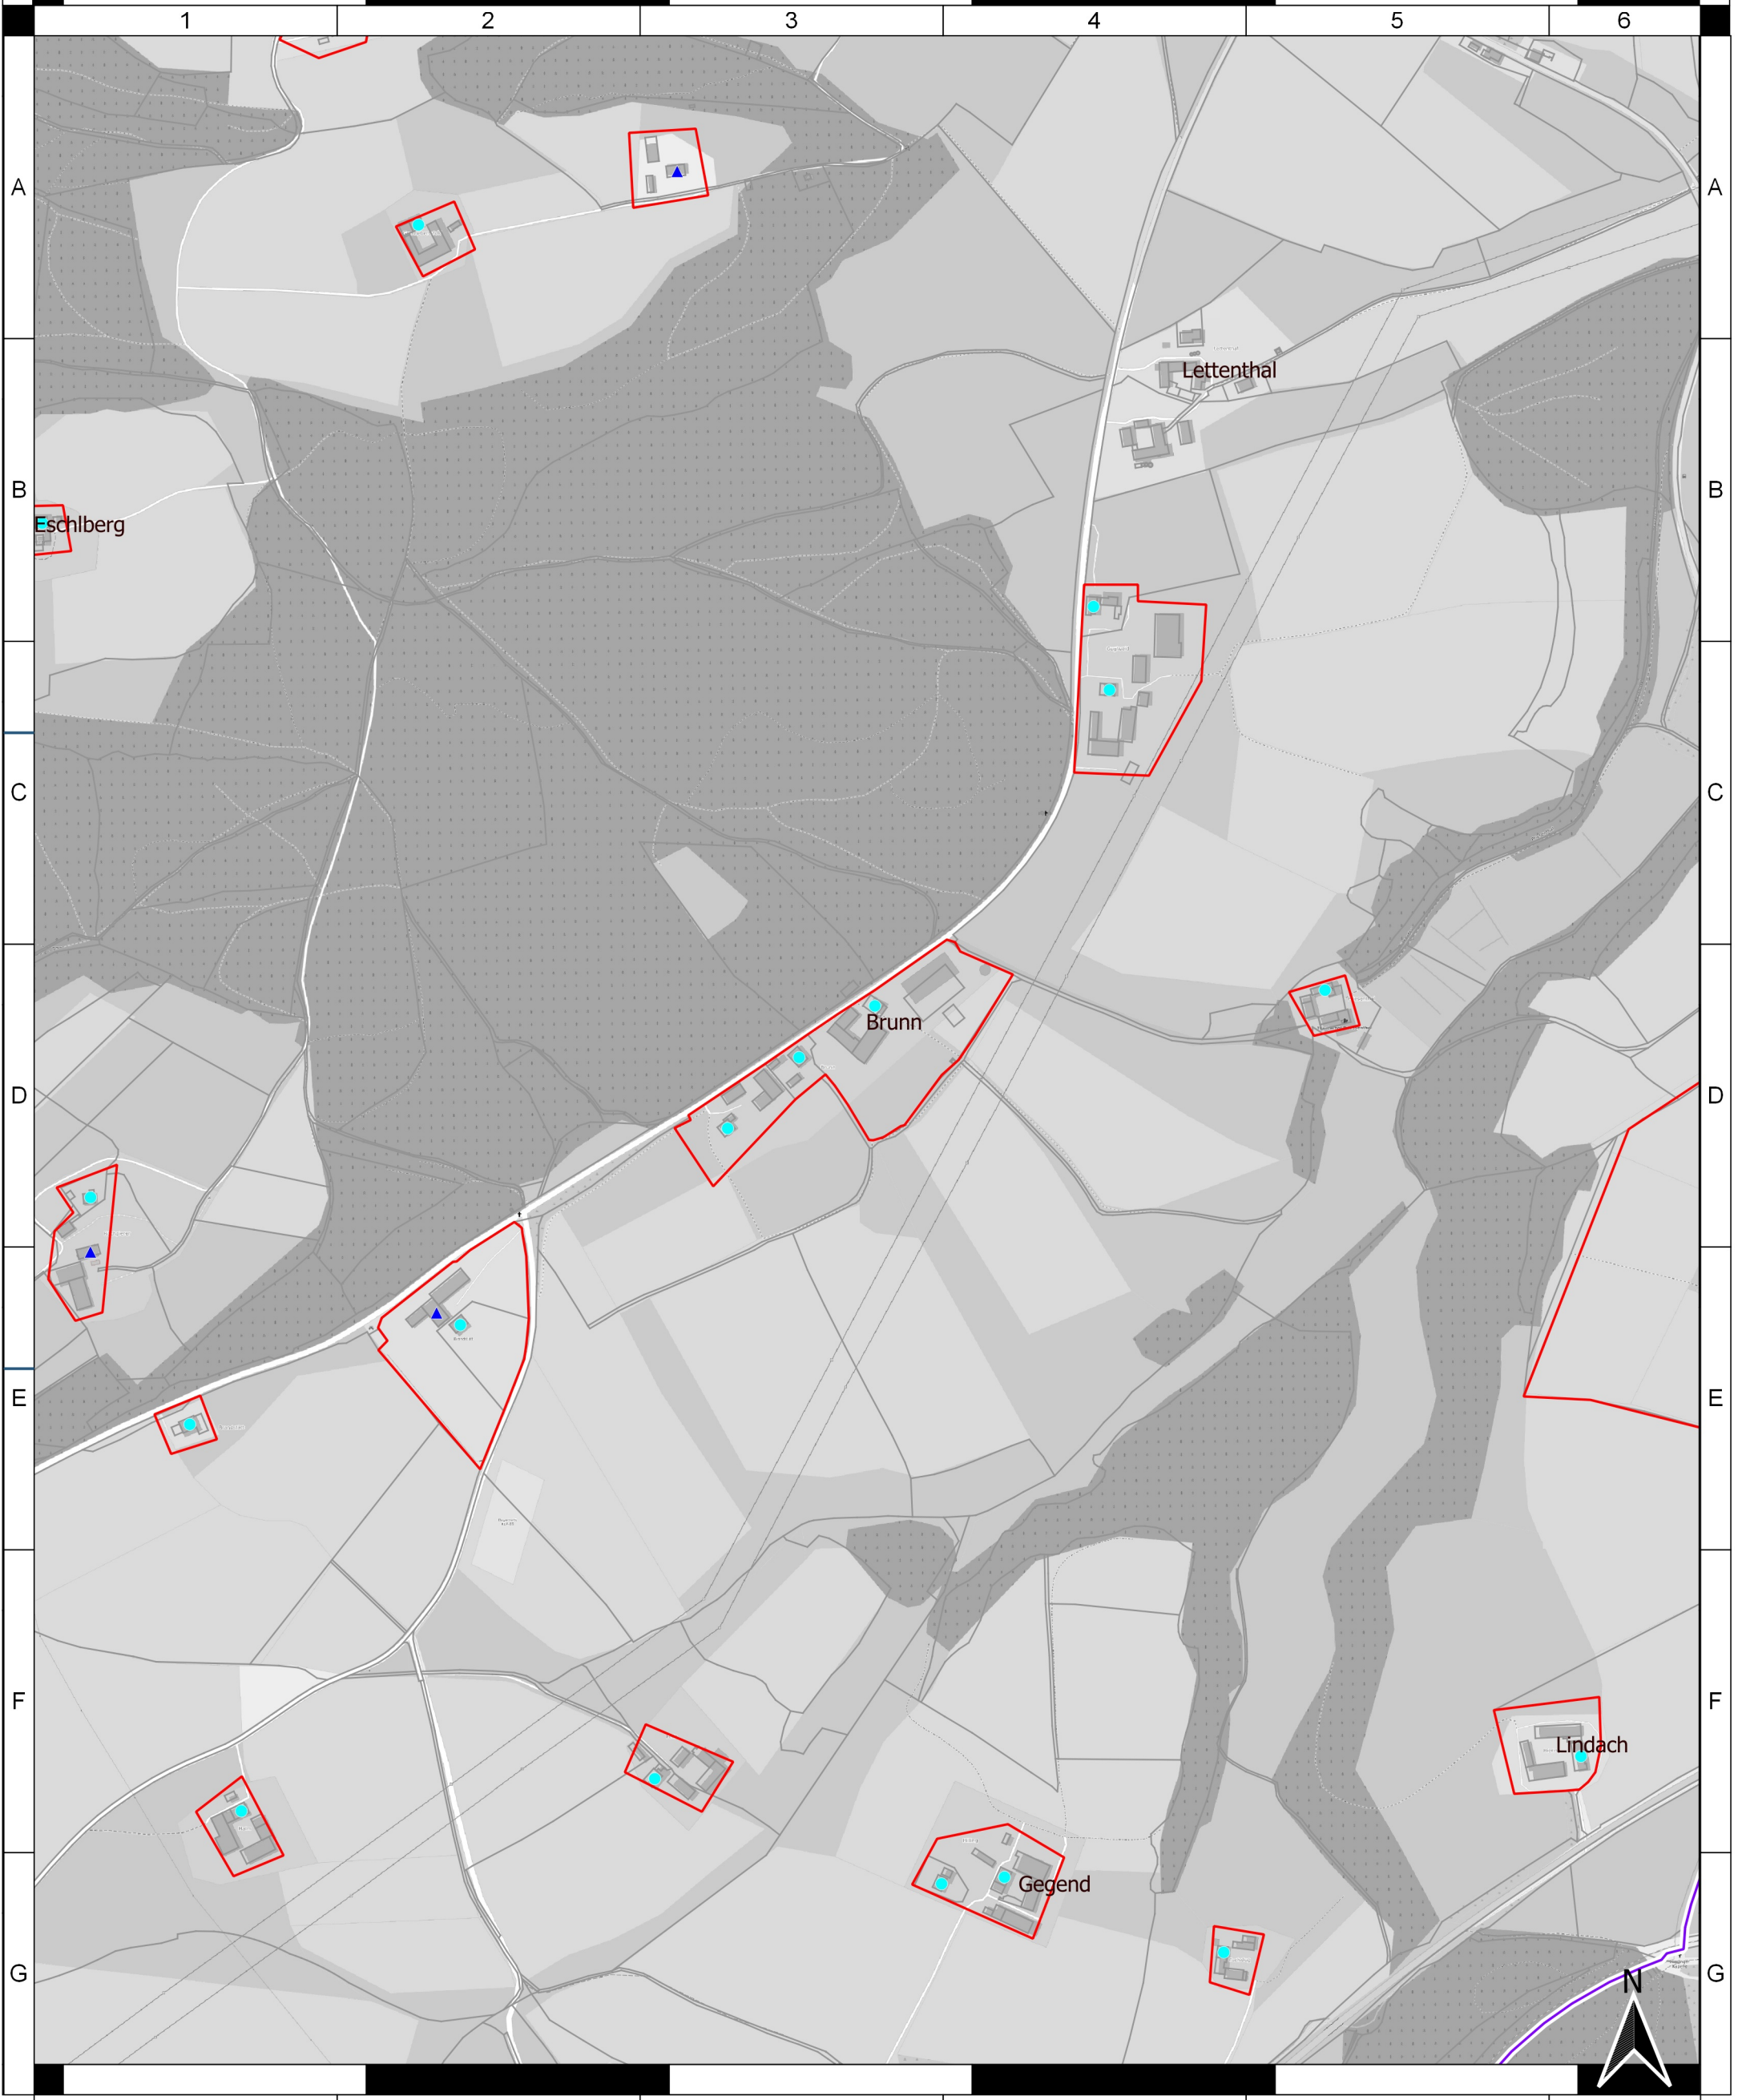 1 2 3 4 5 6
A A
Lettenthal
B B
Eschlberg
C C
Brunn
D D
E E
F F
Lindach
Gegend
G G
N